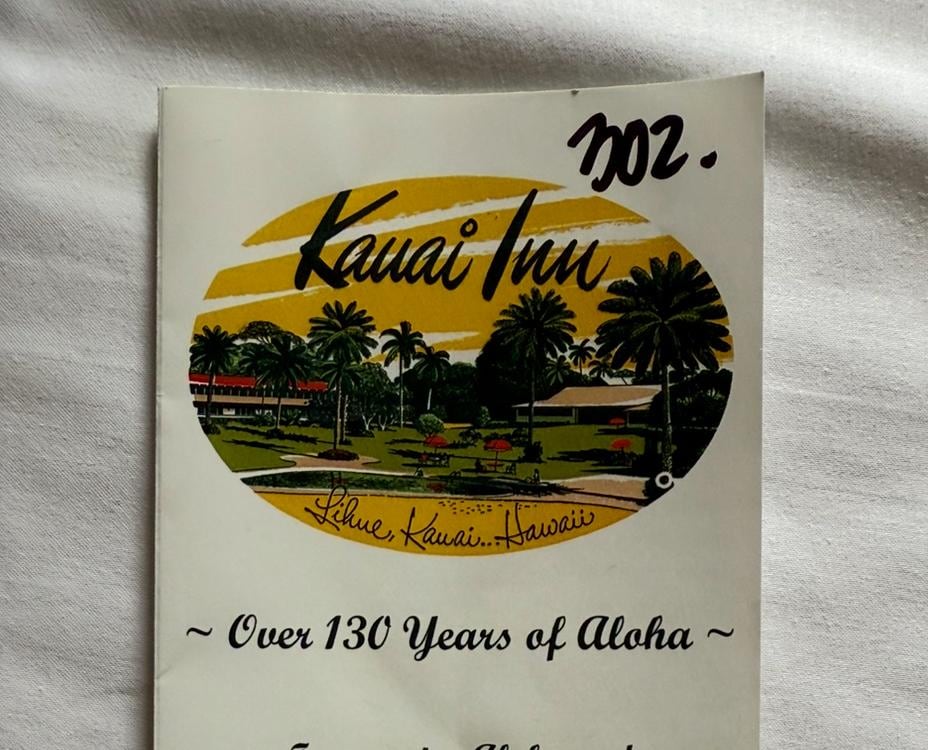 302.
Kauai Inn
Lihue, Kauai...Hawaii
~ Over 130 Years of Aloha ~